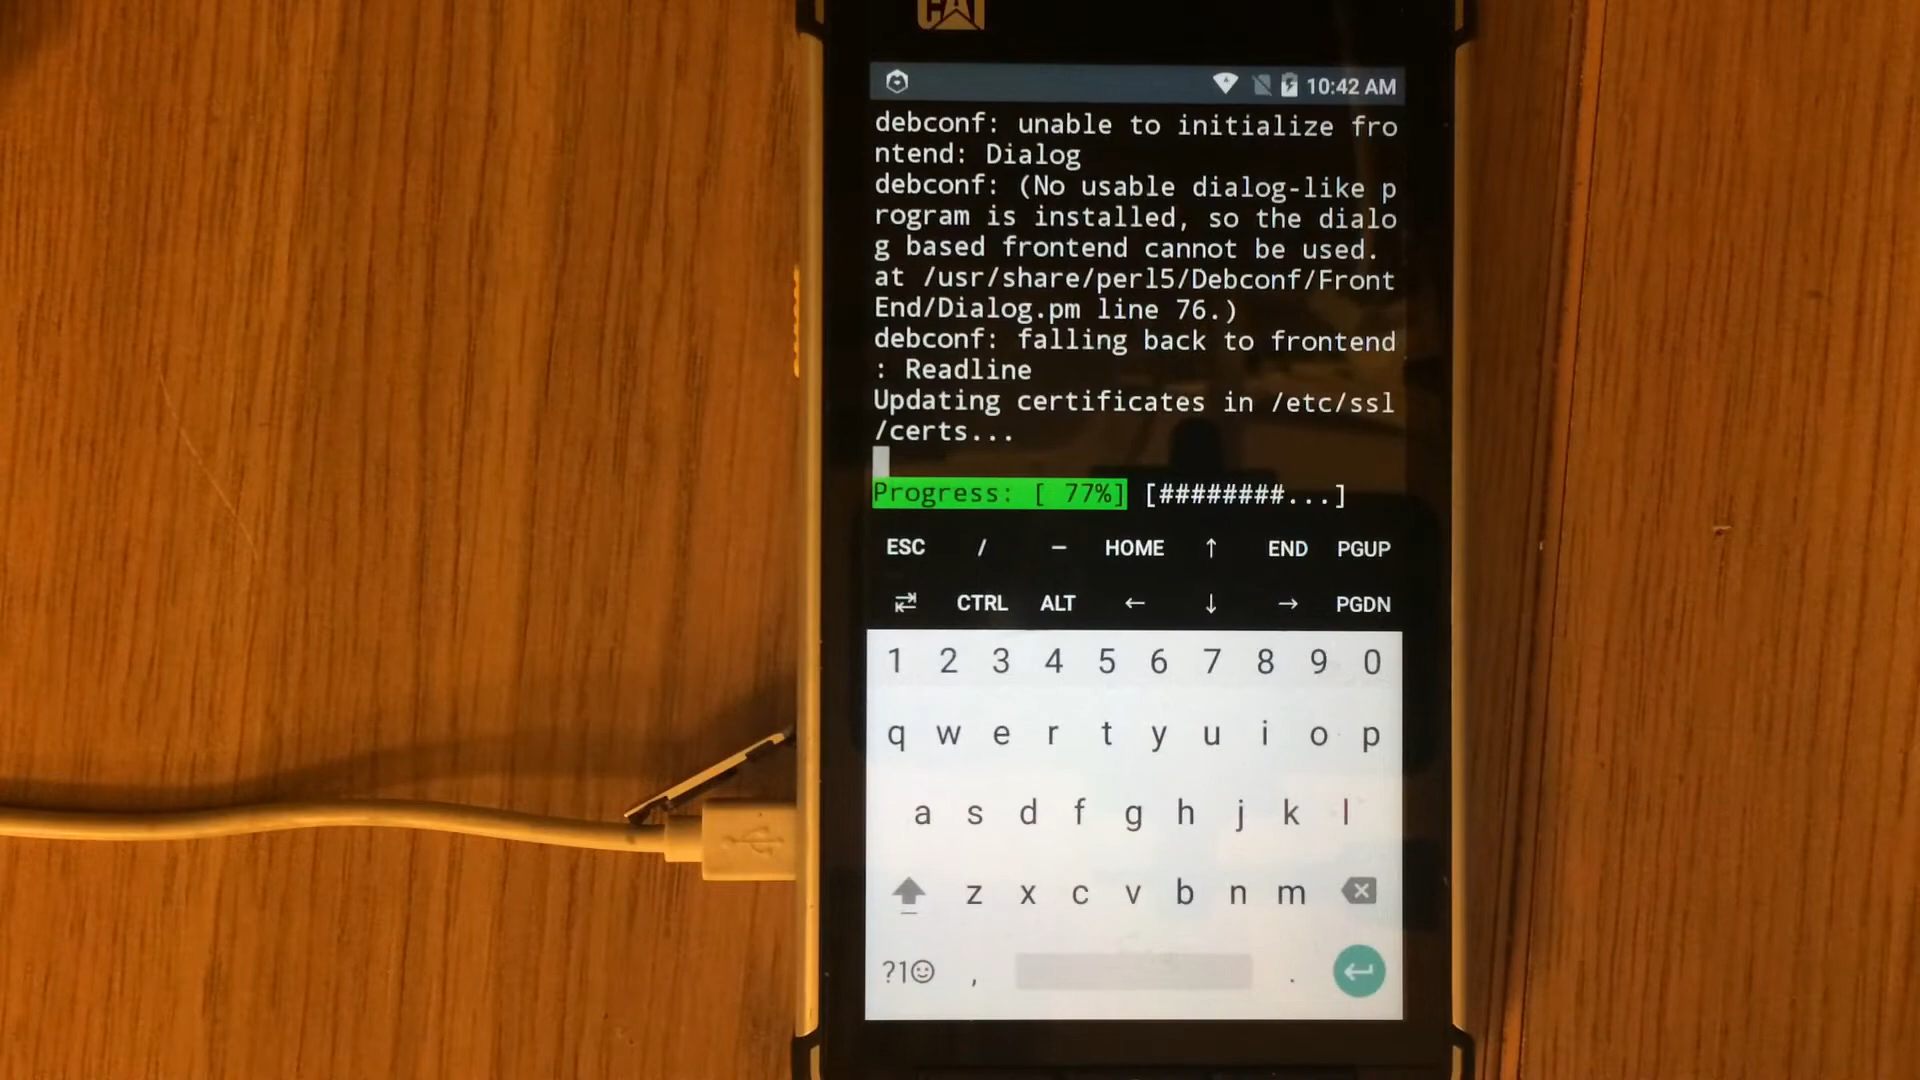 CAT
10:42 AM
debconf: unable to initialize fro
ntend: Dialog
debconf: (No usable dialog-like p
rogram is installed, so the dialo
g based frontend cannot be used.
at /usr/share/perl5/Debconf/Front
End/Dialog.pm line 76.)
debconf: falling back to frontend
: Readline
Updating certificates in /etc/ssl
/certs...
Progress: [ 77%] [########...]
ESC / – HOME ↑ END PGUP
⇄ CTRL ALT ← ↓ → PGDN
1 2 3 4 5 6 7 8 9 0
q w e r t y u i o p
a s d f g h j k l
z x c v b n m
?1☺ , .